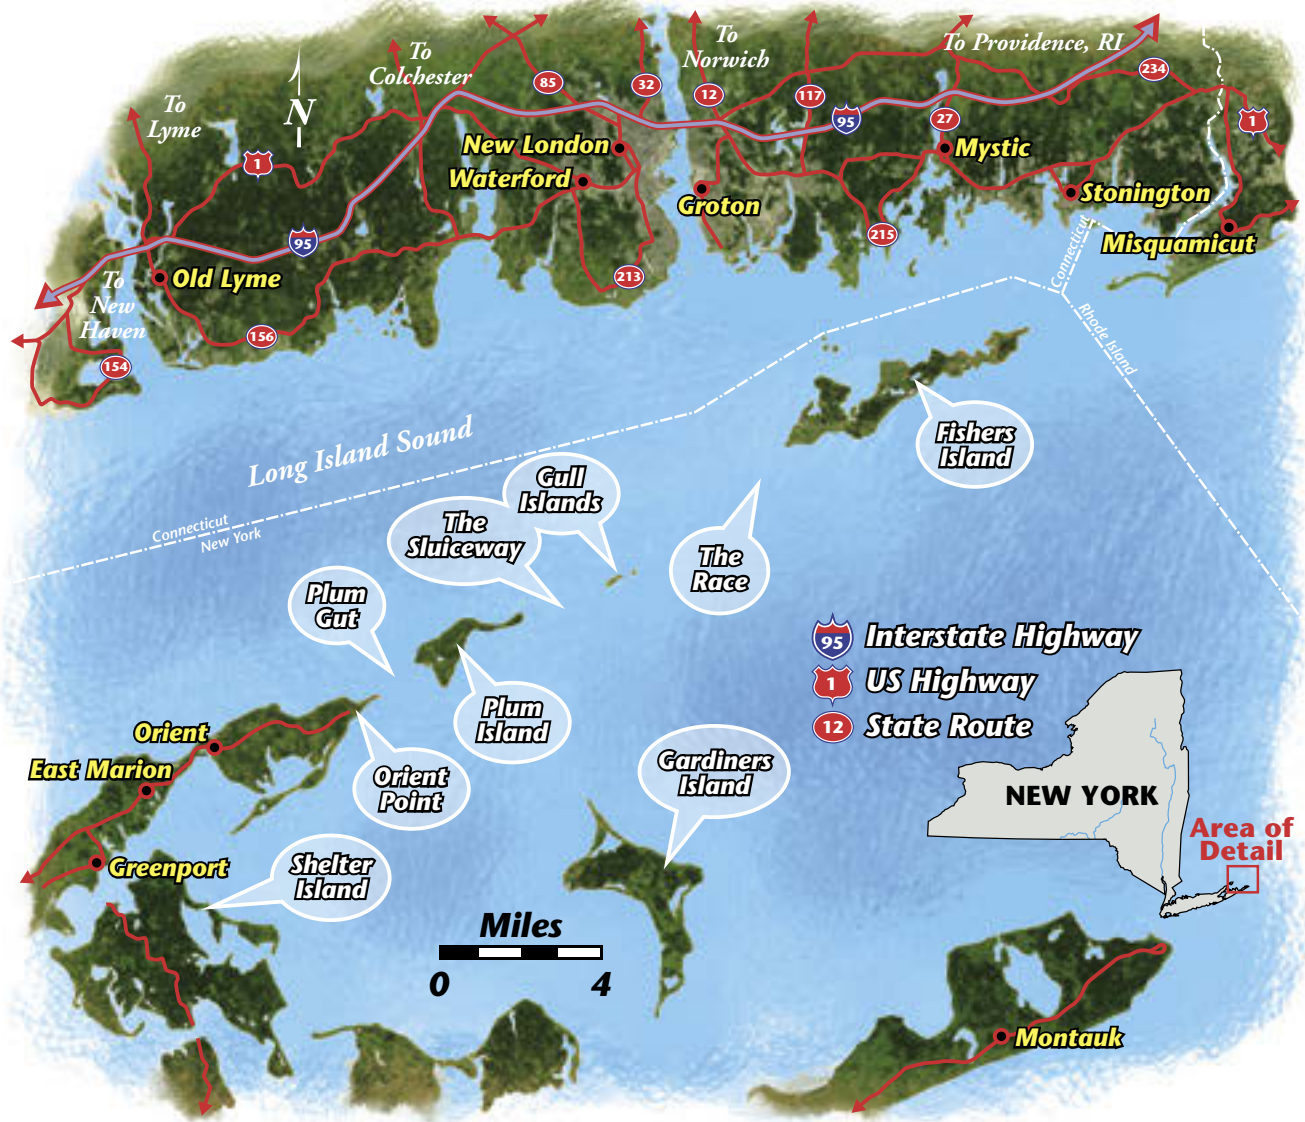 To
Lyme
To
Colchester
To
Norwich
To Providence, RI
N
85
32
12
117
95
27
234
1
1
New London
Waterford
Groton
Mystic
Stonington
Misquamicut
215
213
95
Old Lyme
To
New
Haven
156
154
Connecticut
Rhode Island
Long Island Sound
Connecticut
New York
Fishers
Island
Gull
Islands
The
Sluiceway
The
Race
Plum
Gut
Plum
Island
Orient
East Marion
Orient
Point
Greenport
Shelter
Island
Gardiners
Island
95 Interstate Highway
1 US Highway
12 State Route
NEW YORK
Area of
Detail
Miles
0 4
Montauk